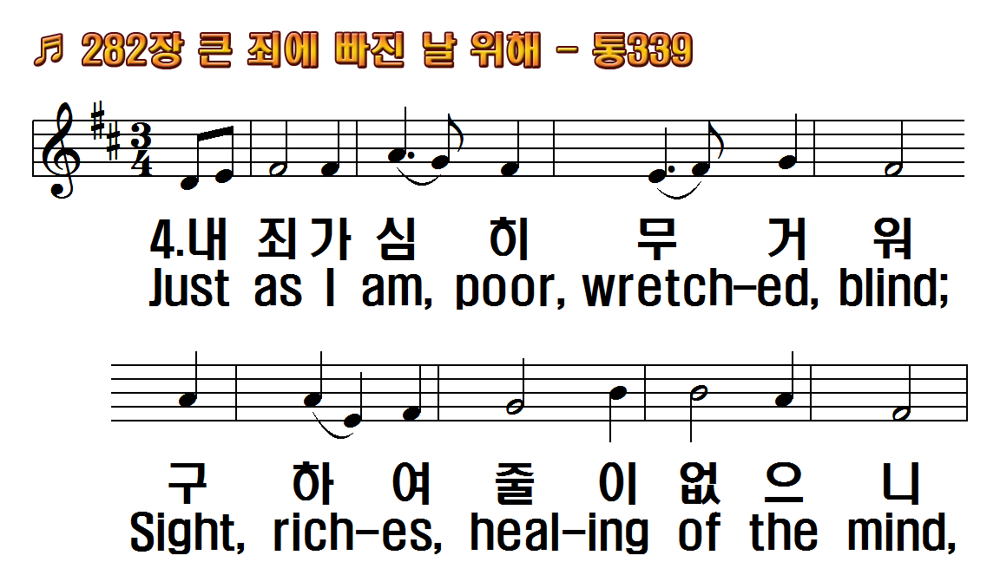 ♬ 282장 큰 죄에 빠진 날 위해 - 통339
3
4
4.내 죄 가 심 히 무 거 워
Just as I am, poor, wretch-ed, blind;
구 하 여 줄 이 없 으 니
Sight, rich-es, heal-ing of the mind,